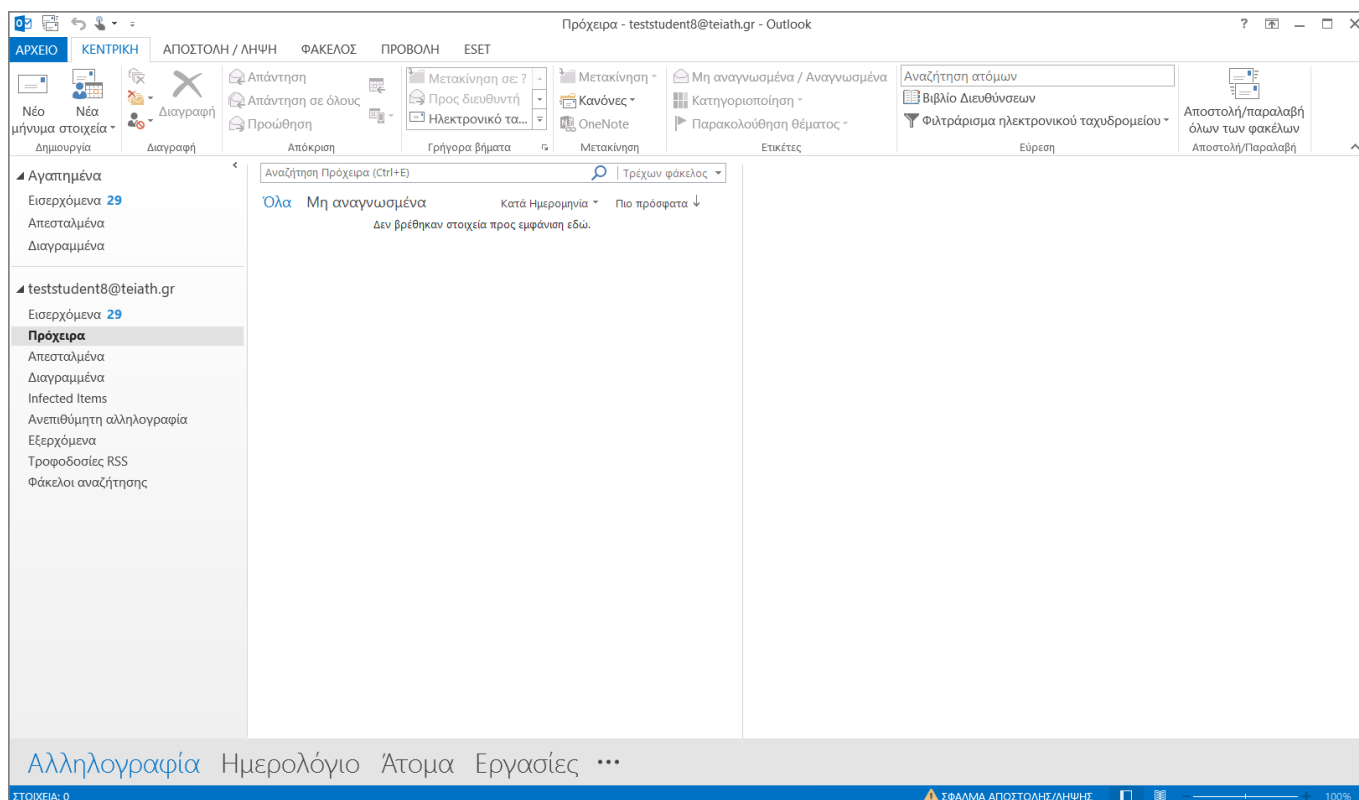 Πρόχειρα - teststudent8@teiath.gr - Outlook
ΑΡΧΕΙΟ ΚΕΝΤΡΙΚΗ ΑΠΟΣΤΟΛΗ / ΛΗΨΗ ΦΑΚΕΛΟΣ ΠΡΟΒΟΛΗ ESET
Νέο μήνυμα
Νέα στοιχεία
Δημιουργία
Διαγραφή
Διαγραφή
Απάντηση
Απάντηση σε όλους
Προώθηση
Απόκριση
Μετακίνηση σε: ?
Προς διευθυντή
Ηλεκτρονικό τα...
Γρήγορα βήματα
Μετακίνηση
Κανόνες
OneNote
Μετακίνηση
Μη αναγνωσμένα / Αναγνωσμένα
Κατηγοριοποίηση
Παρακολούθηση θέματος
Ετικέτες
Αναζήτηση ατόμων
Βιβλίο Διευθύνσεων
Φιλτράρισμα ηλεκτρονικού ταχυδρομείου
Εύρεση
Αποστολή/παραλαβή
όλων των φακέλων
Αποστολή/Παραλαβή
Αγαπημένα
Εισερχόμενα 29
Απεσταλμένα
Διαγραμμένα
teststudent8@teiath.gr
Εισερχόμενα 29
Πρόχειρα
Απεσταλμένα
Διαγραμμένα
Infected Items
Ανεπιθύμητη αλληλογραφία
Εξερχόμενα
Τροφοδοσίες RSS
Φάκελοι αναζήτησης
Αναζήτηση Πρόχειρα (Ctrl+E) Τρέχων φάκελος
Όλα Μη αναγνωσμένα Κατά Ημερομηνία Πιο πρόσφατα
Δεν βρέθηκαν στοιχεία προς εμφάνιση εδώ.
Αλληλογραφία Ημερολόγιο Άτομα Εργασίες
ΣΤΟΙΧΕΙΑ: 0 ΣΦΑΛΜΑ ΑΠΟΣΤΟΛΗΣ/ΛΗΨΗΣ 100%